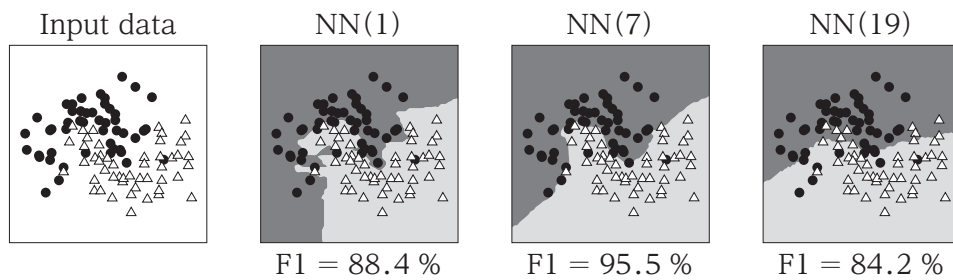 Input data
NN(1)
NN(7)
NN(19)
F1 = 88.4 %
F1 = 95.5 %
F1 = 84.2 %